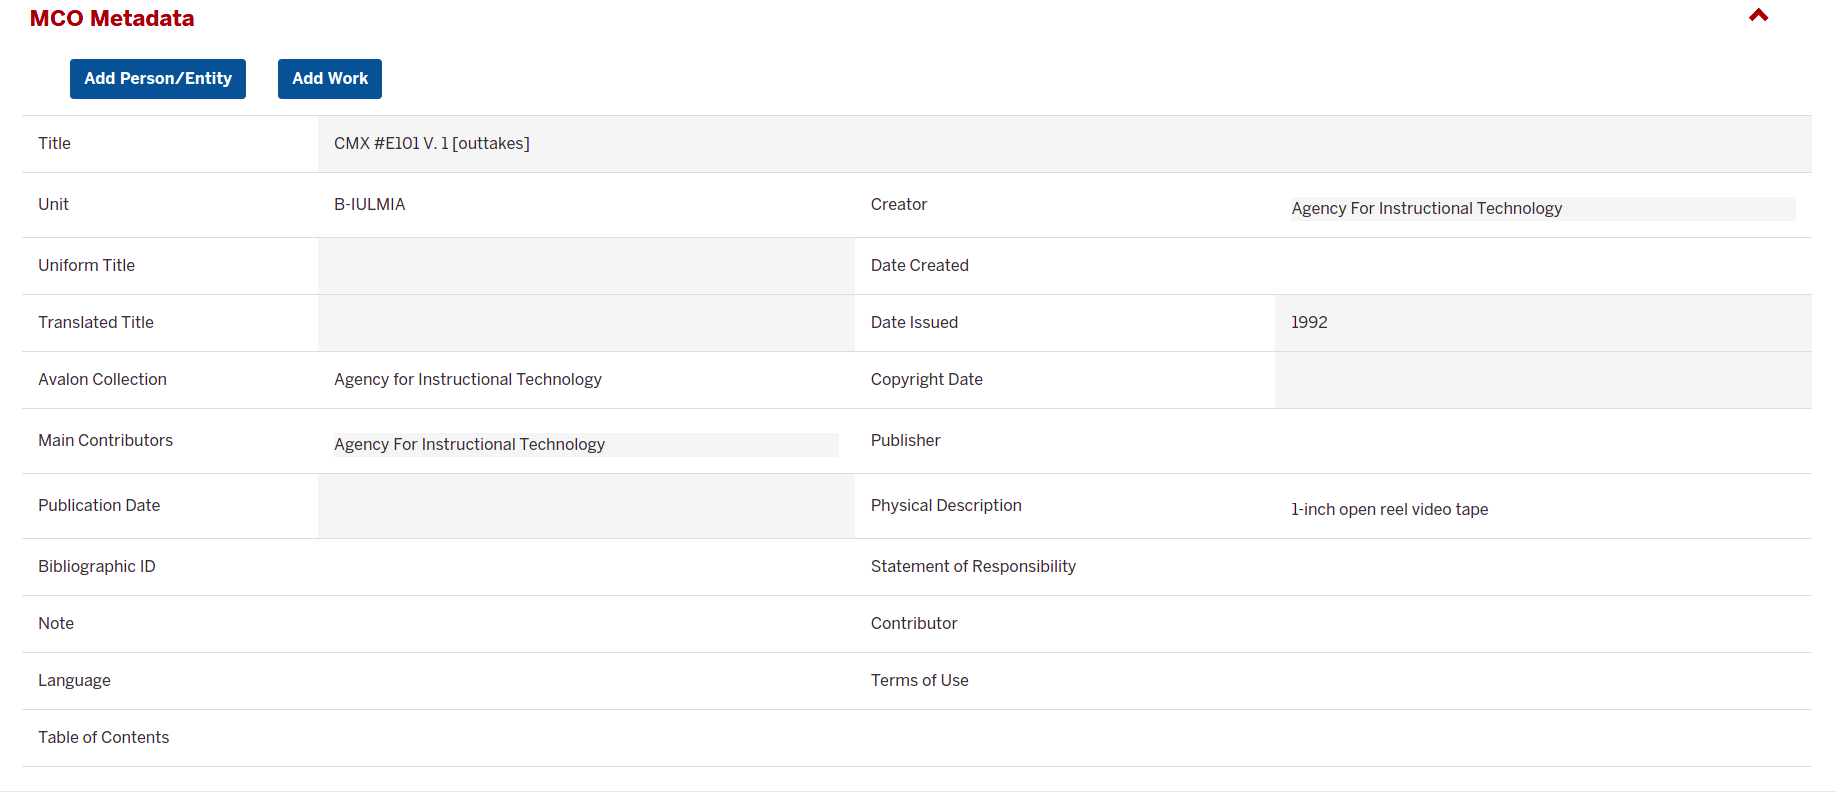 MCO Metadata
Add Person/Entity Add Work
Title CMX #E101 V. 1 [outtakes]
Unit B-IULMIA Creator Agency For Instructional Technology
Uniform Title Date Created
Translated Title Date Issued 1992
Avalon Collection Agency for Instructional Technology Copyright Date
Main Contributors Agency For Instructional Technology Publisher
Publication Date Physical Description 1-inch open reel video tape
Bibliographic ID Statement of Responsibility
Note Contributor
Language Terms of Use
Table of Contents